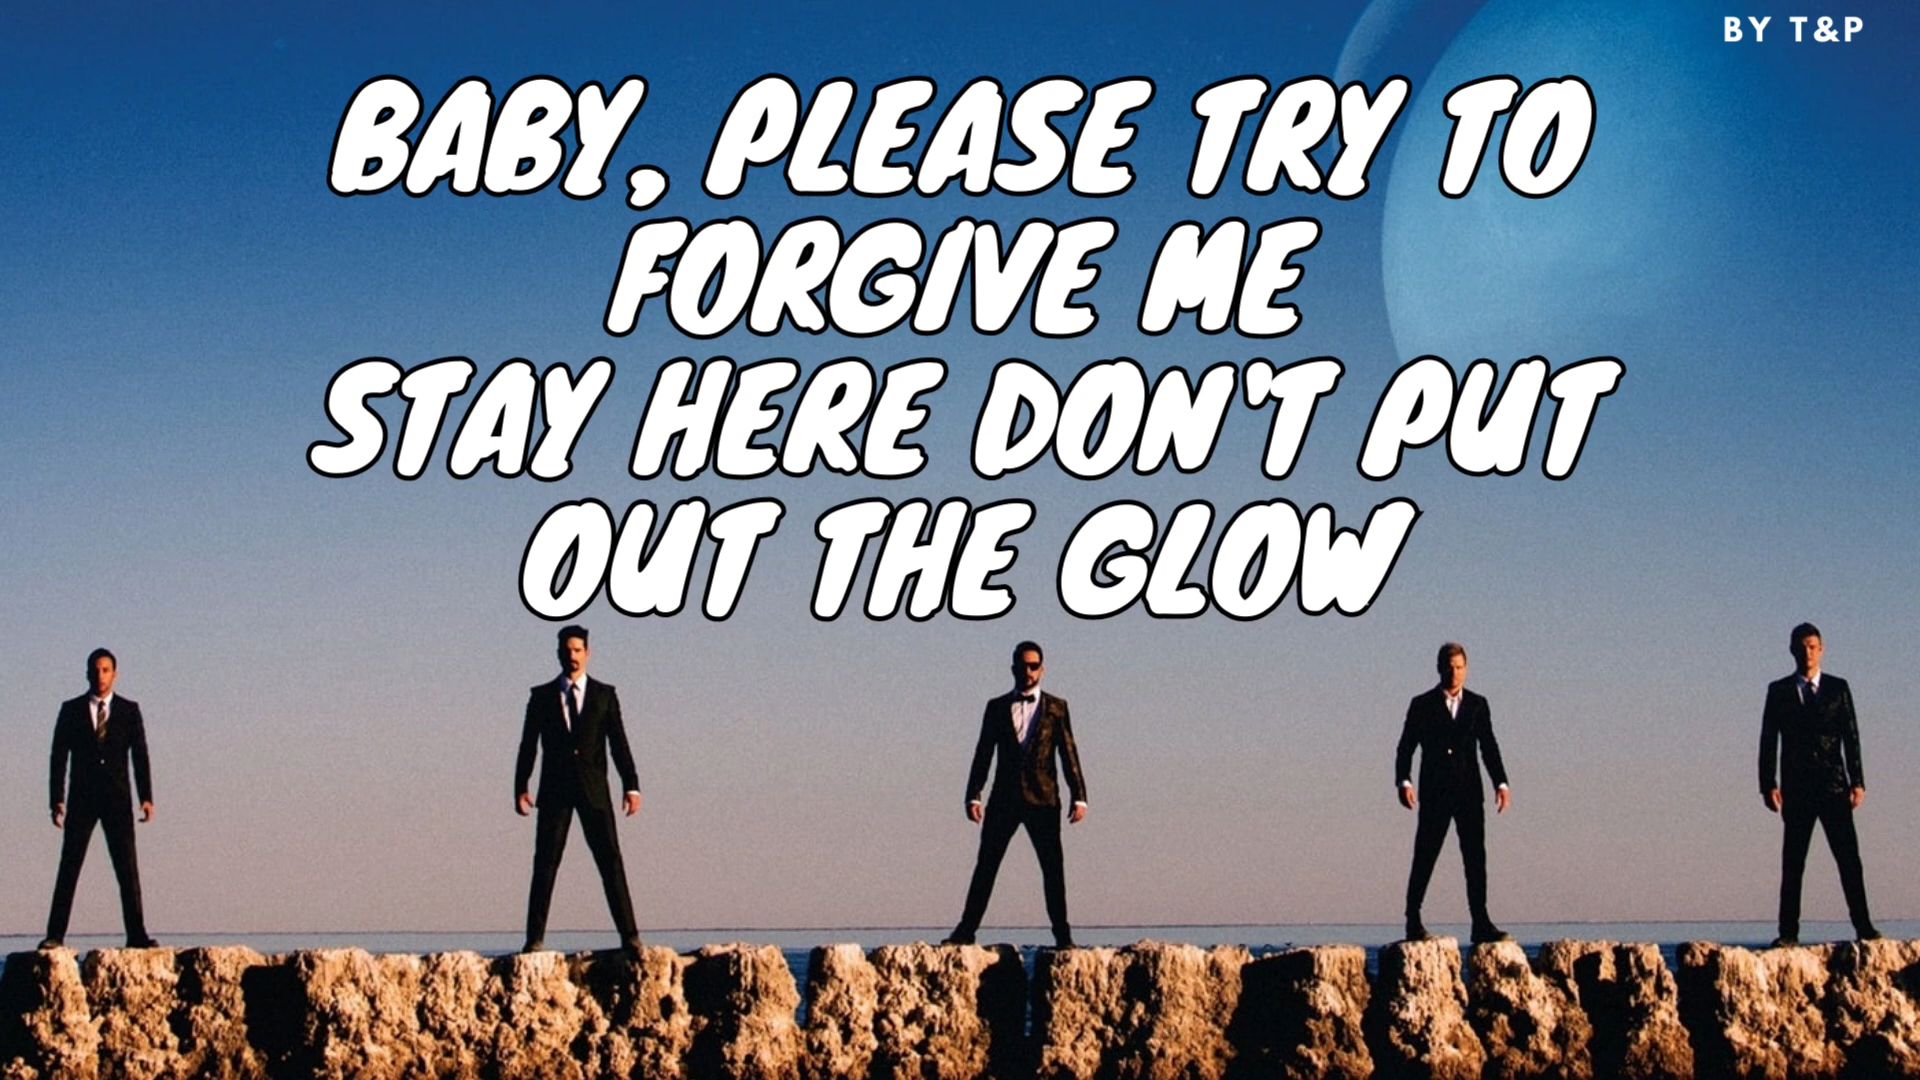 BY T&P
BABY, PLEASE TRY TO
FORGIVE ME
STAY HERE DON'T PUT
OUT THE GLOW